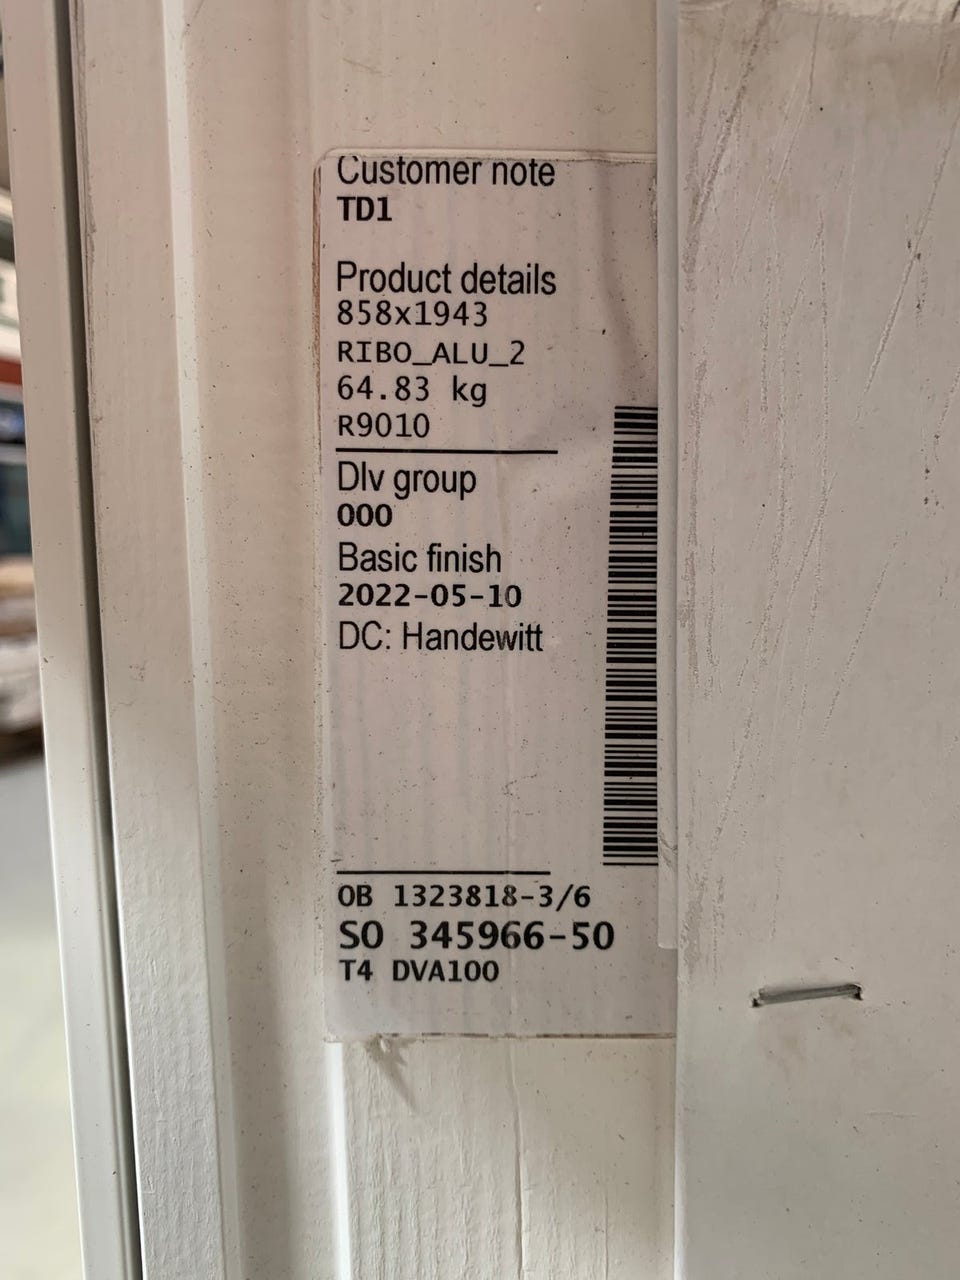 Customer note
TD1
Product details
858x1943
RIBO_ALU_2
64.83 kg
R9010
Dlv group
000
Basic finish
2022-05-10
DC: Handewitt
OB 1323818-3/6
SO 345966-50
T4 DVA100